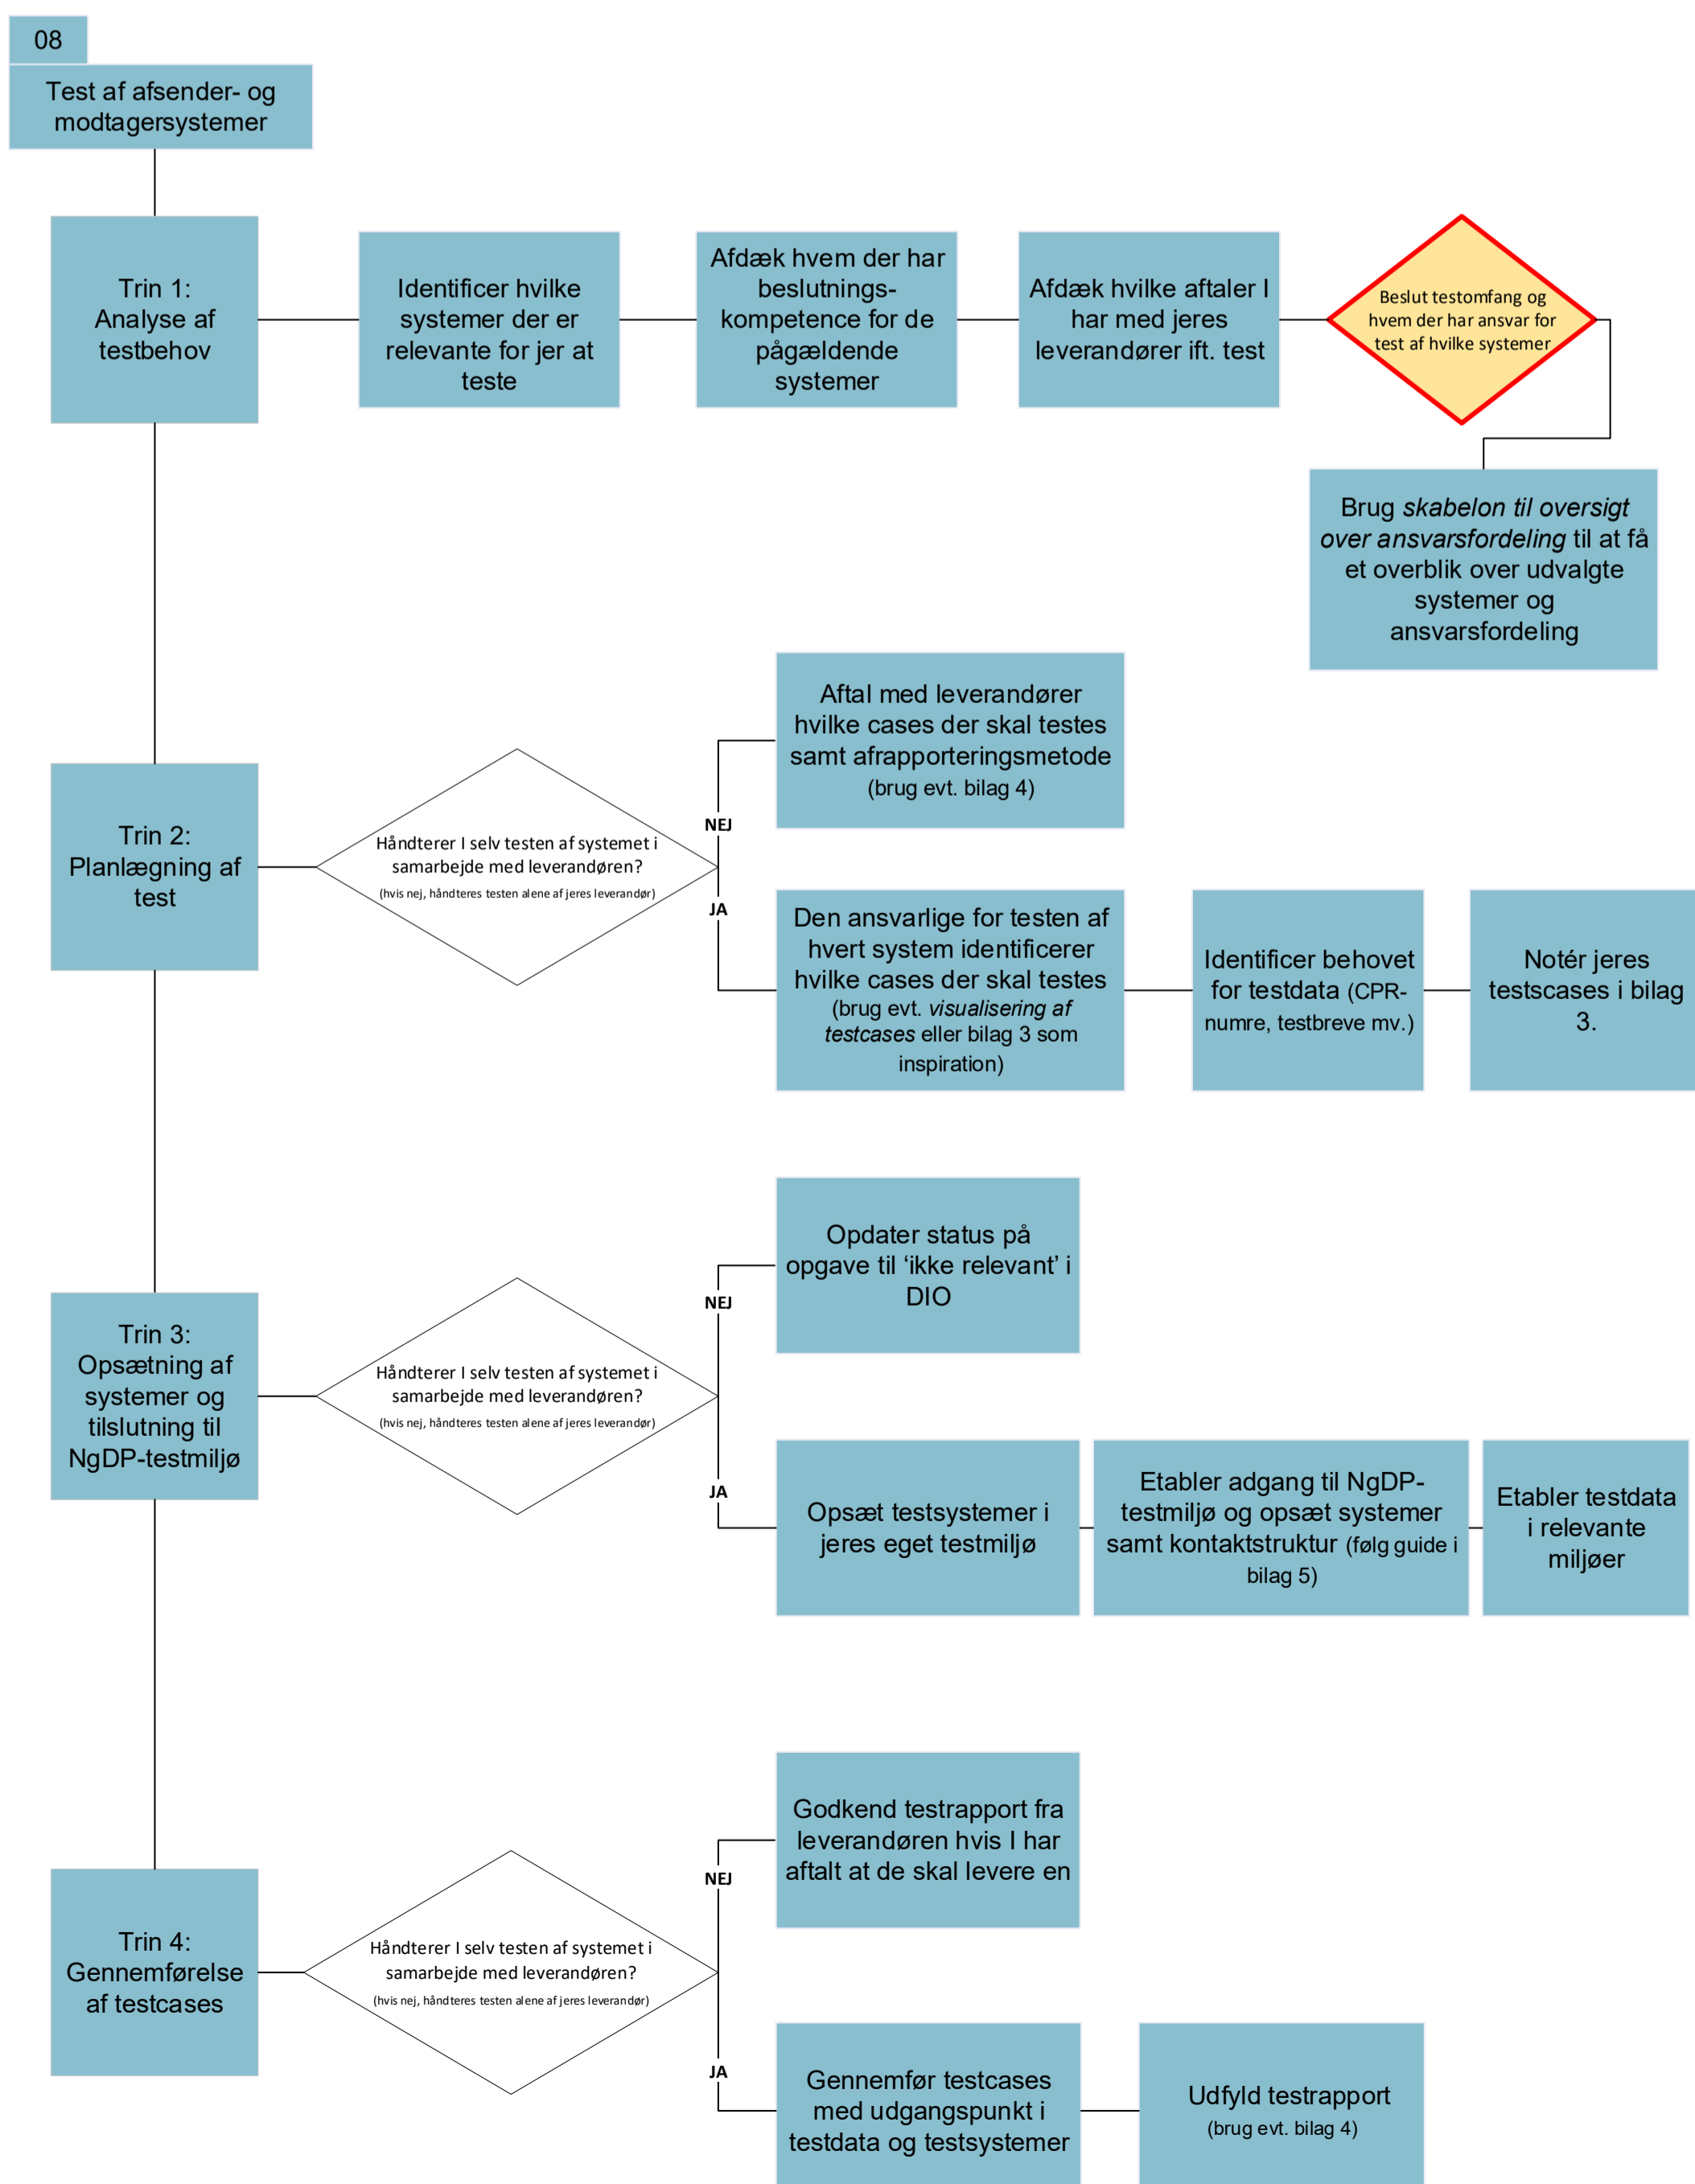 08
Test af afsender- og
modtagersystemer
Trin 1:
Analyse af
testbehov
Identificer hvilke
systemer der er
relevante for jer at
teste
Afdæk hvem der har
beslutnings-
kompetence for de
pågældende
systemer
Afdæk hvilke aftaler I
har med jeres
leverandører ift. test
Beslut testomfang og
hvem der har ansvar for
test af hvilke systemer
Brug skabelon til oversigt
over ansvarsfordeling til at få
et overblik over udvalgte
systemer og
ansvarsfordeling
Trin 2:
Planlægning af
test
Håndterer I selv testen af systemet i
samarbejde med leverandøren?
(hvis nej, håndteres testen alene af jeres leverandør)
NEJ
Aftal med leverandører
hvilke cases der skal testes
samt afrapporteringsmetode
(brug evt. bilag 4)
JA
Den ansvarlige for testen af
hvert system identificerer
hvilke cases der skal testes
(brug evt. visualisering af
testcases eller bilag 3 som
inspiration)
Identificer behovet
for testdata (CPR-
numre, testbreve mv.)
Notér jeres
testscases i bilag
3.
Trin 3:
Opsætning af
systemer og
tilslutning til
NgDP-testmiljø
Håndterer I selv testen af systemet i
samarbejde med leverandøren?
(hvis nej, håndteres testen alene af jeres leverandør)
NEJ
Opdater status på
opgave til ‘ikke relevant’ i
DIO
JA
Opsæt testsystemer i
jeres eget testmiljø
Etabler adgang til NgDP-
testmiljø og opsæt systemer
samt kontaktstruktur (følg guide i
bilag 5)
Etabler testdata
i relevante
miljøer
Trin 4:
Gennemførelse
af testcases
Håndterer I selv testen af systemet i
samarbejde med leverandøren?
(hvis nej, håndteres testen alene af jeres leverandør)
NEJ
Godkend testrapport fra
leverandøren hvis I har
aftalt at de skal levere en
JA
Gennemfør testcases
med udgangspunkt i
testdata og testsystemer
Udfyld testrapport
(brug evt. bilag 4)